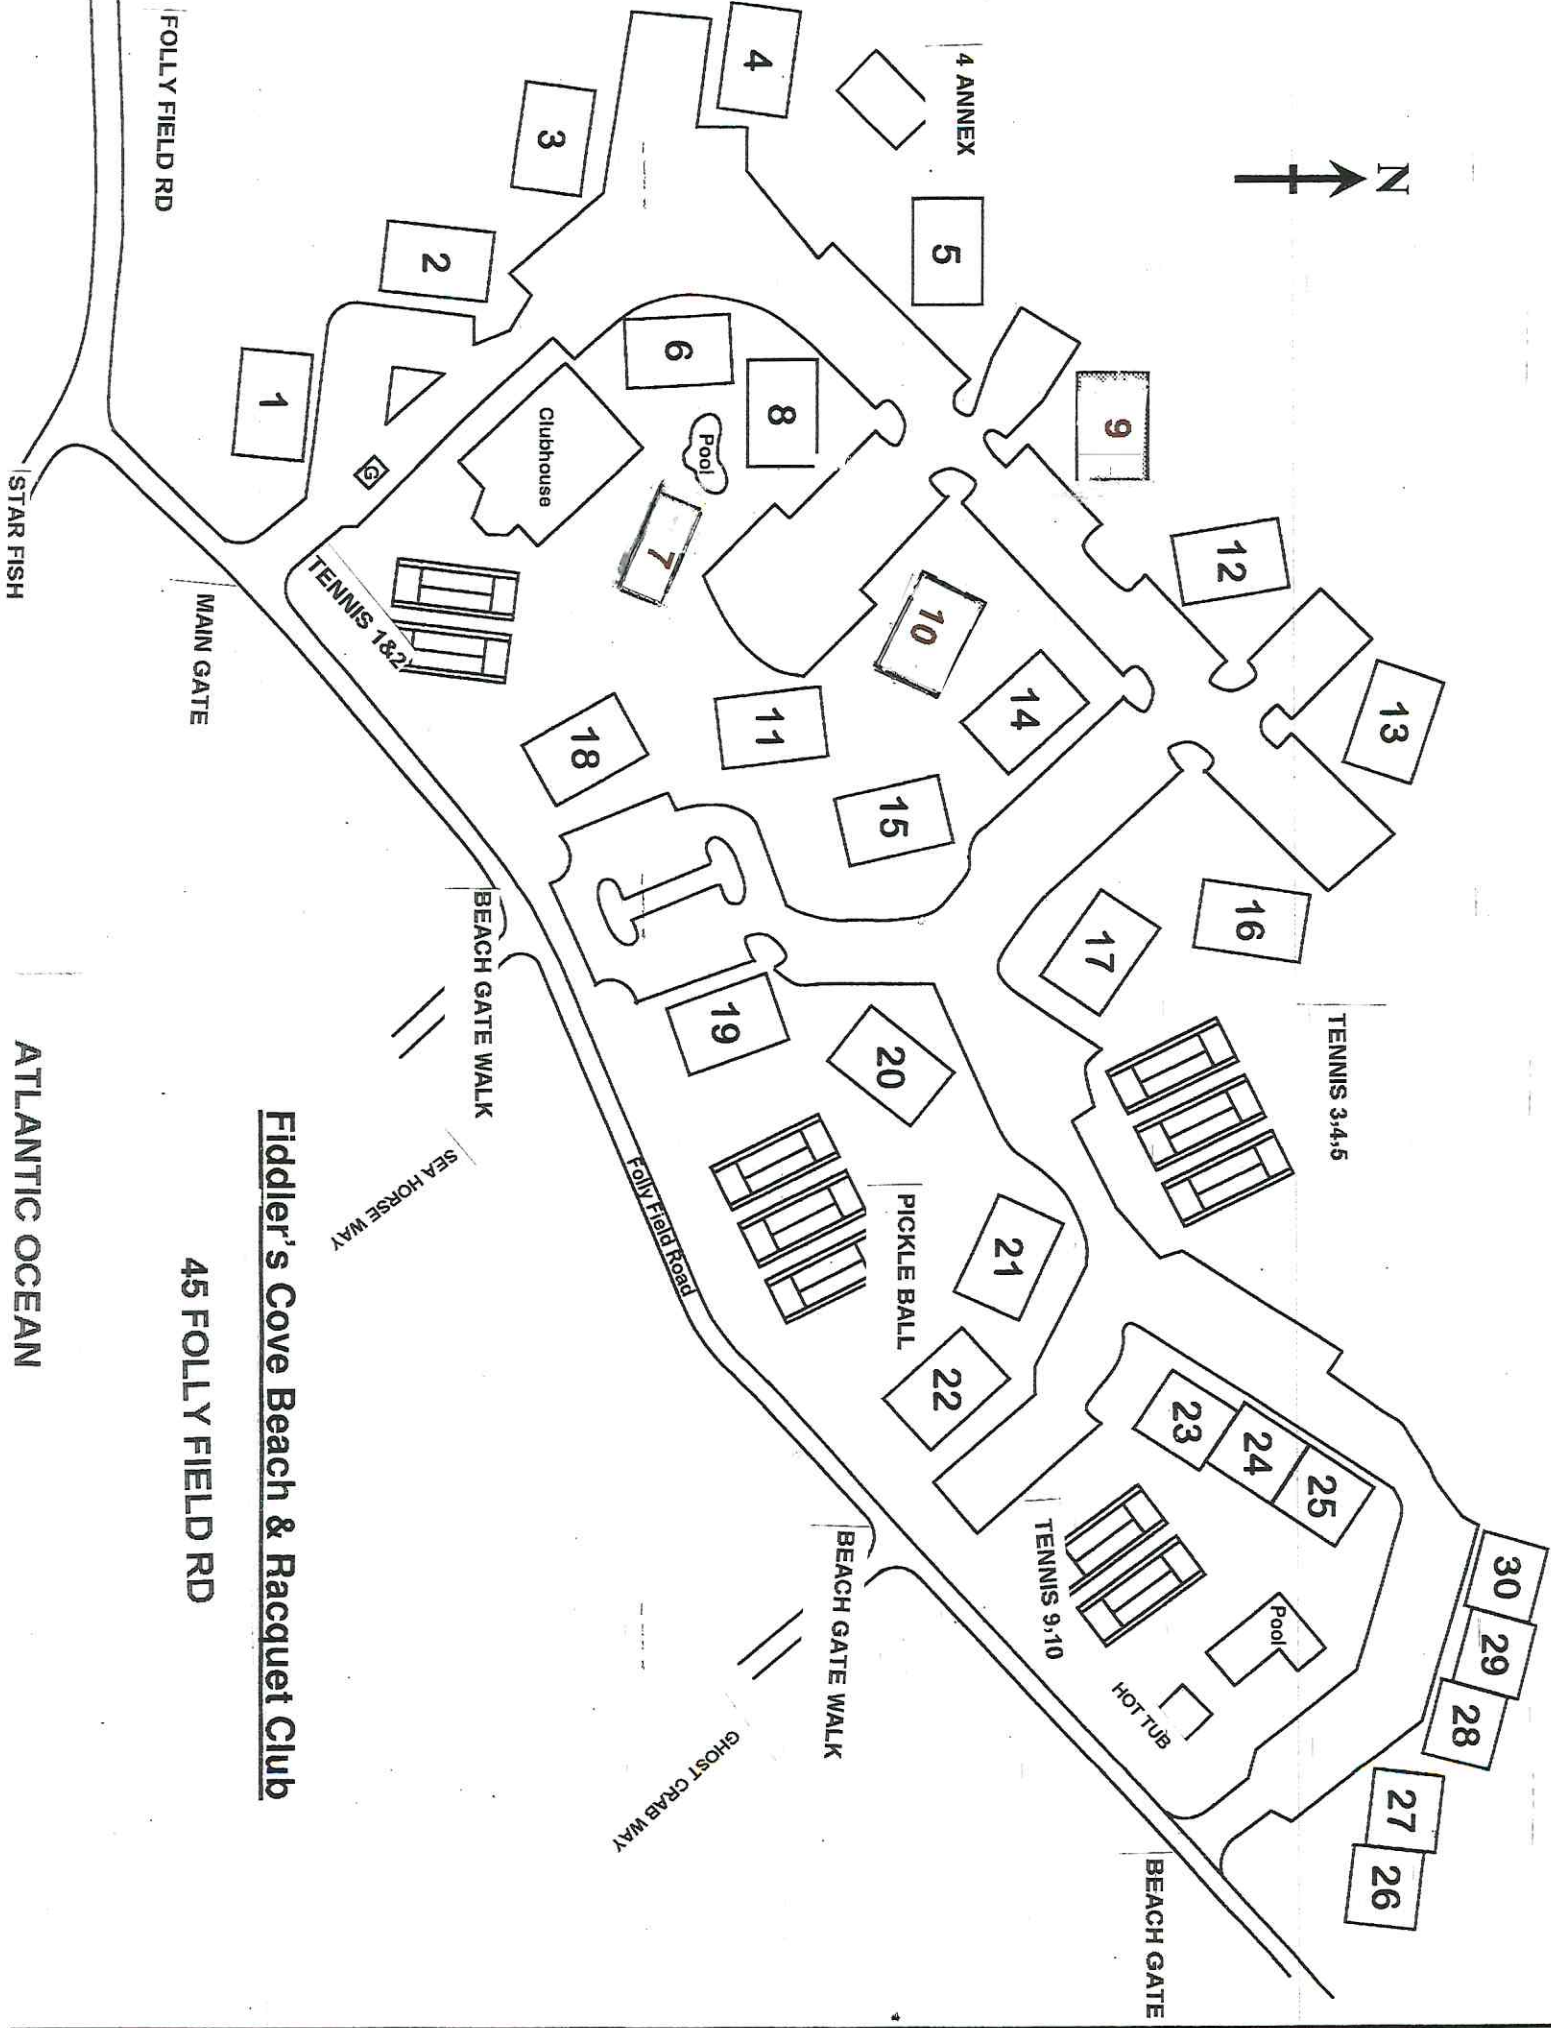 N
30
29
28
27
26
13
TENNIS 3,4,5
25
24
23
Pool
16
12
BEACH GATE
HOT TUB
9
17
TENNIS 9,10
14
21
4 ANNEX
5
22
10
PICKLE BALL
15
20
BEACH GATE WALK
8
11
4
19
Pool
GHOST CRAB WAY
6
7
Folly Field Road
18
3
Clubhouse
BEACH GATE WALK
2
SEA HORSE WAY
G
TENNIS 1&2
1
Fiddler's Cove Beach & Racquet Club
MAIN GATE
45 FOLLY FIELD RD
FOLLY FIELD RD
ATLANTIC OCEAN
STAR FISH